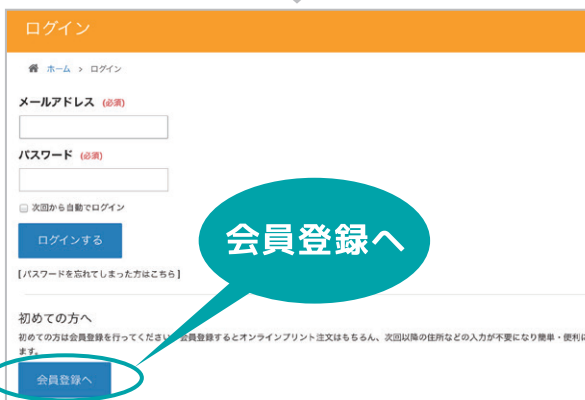 ログイン
ホーム > ログイン
メールアドレス (必須)
パスワード (必須)
次回から自動でログイン
ログインする
会員登録へ
[パスワードを忘れてしまった方はこちら]
初めての方へ
初めての方は会員登録を行ってください。会員登録するとオンラインプリント注文はもちろん、次回以降の住所などの入力が不要になり簡単・便利に
ます。
会員登録へ